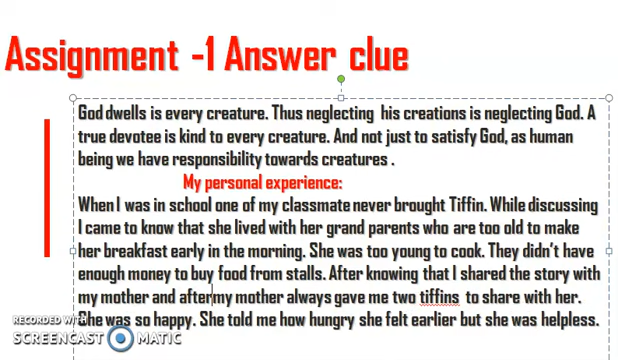 Assignment -1 Answer clue
God dwells is every creature. Thus neglecting his creations is neglecting God. A
true devotee is kind to every creature. And not just to satisfy God, as human
being we have responsibility towards creatures .
My personal experience:
When I was in school one of my classmate never brought Tiffin. While discussing
I came to know that she lived with her grand parents who are too old to make
her breakfast early in the morning. She was too young to cook. They didn't have
enough money to buy food from stalls. After knowing that I shared the story with
my mother and after my mother always gave me two tiffins to share with her.
She was so happy. She told me how hungry she felt earlier but she was helpless.
RECORDED WITH
SCREENCAST MATIC